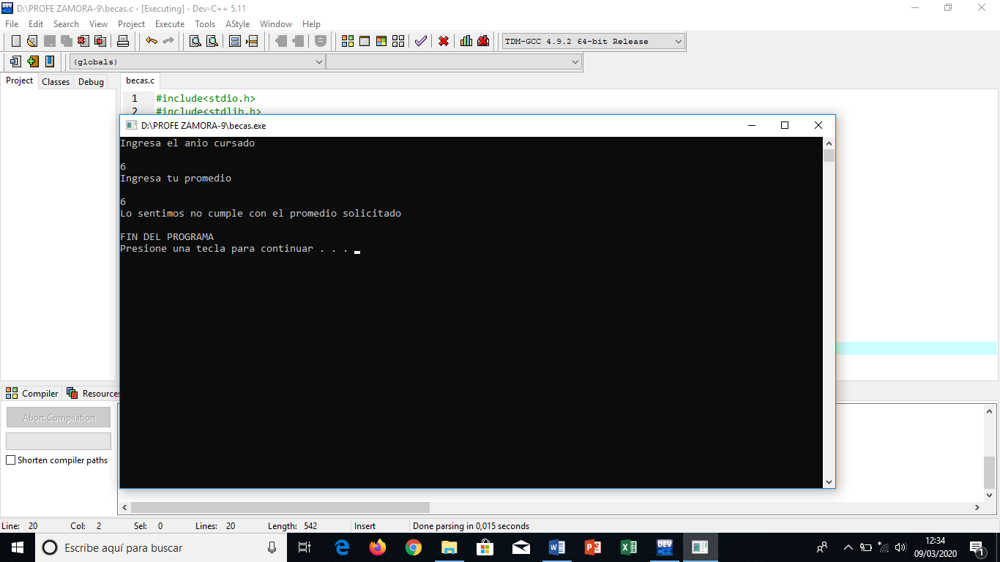 D:\PROFE ZAMORA-9\becas.c - [Executing] - Dev-C++ 5.11
File Edit Search View Project Execute Tools AStyle Window Help
TDM-GCC 4.9.2 64-bit Release
(globals)
Project Classes Debug becas.c
1 #include<stdio.h>
2 #include<stdlib.h>
D:\PROFE ZAMORA-9\becas.exe
Ingresa el anio cursado
6
Ingresa tu promedio
6
Lo sentimos no cumple con el promedio solicitado
FIN DEL PROGRAMA
Presione una tecla para continuar . . .
Compiler Resources
Abort Compilation
Shorten compiler paths
Line: 20 Col: 2 Sel: 0 Lines: 20 Length: 542 Insert Done parsing in 0,015 seconds
Escribe aquí para buscar
12:34
09/03/2020
1